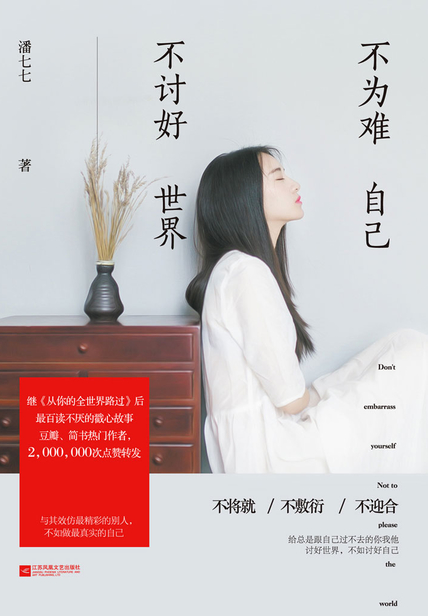 不为难 自己
不讨好 世界
潘七七 著
继《从你的全世界路过》后
最百读不厌的戳心故事
豆瓣、简书热门作者,
2,000,000次点赞转发
与其效仿最精彩的别人,
不如做最真实的自己
江苏凤凰文艺出版社
Don't
embarrass
yourself
Not to
please
the
world
不将就 / 不敷衍 / 不迎合
给总是跟自己过不去的你我他
讨好世界,不如讨好自己